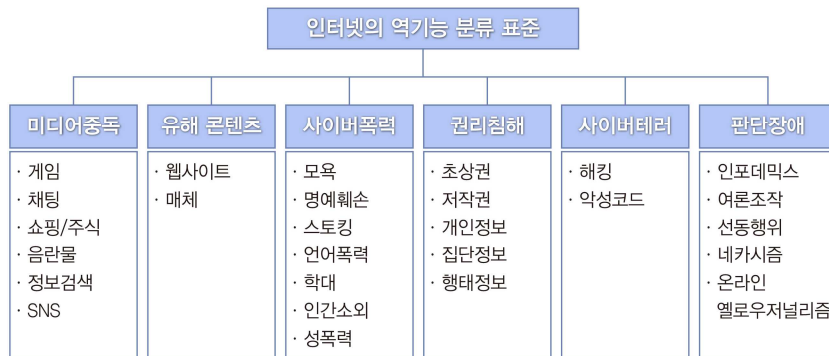 인터넷의 역기능 분류 표준
미디어중독
· 게임
· 채팅
· 쇼핑/주식
· 음란물
· 정보검색
· SNS
유해 콘텐츠
· 웹사이트
· 매체
사이버폭력
· 모욕
· 명예훼손
· 스토킹
· 언어폭력
· 학대
· 인간소외
· 성폭력
권리침해
· 초상권
· 저작권
· 개인정보
· 집단정보
· 행태정보
사이버테러
· 해킹
· 악성코드
판단장애
· 인포데믹스
· 여론조작
· 선동행위
· 네카시즘
· 온라인
옐로우저널리즘